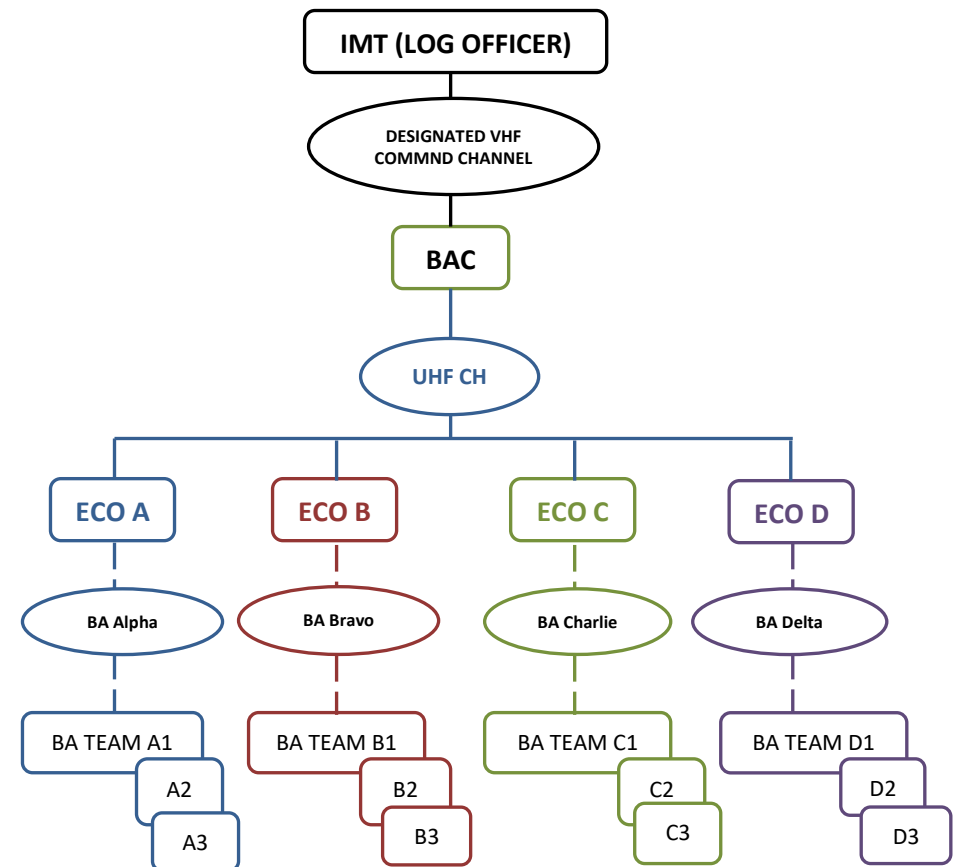 IMT (LOG OFFICER)
DESIGNATED VHF
COMMND CHANNEL
BAC
UHF CH
ECO A
ECO B
ECO C
ECO D
BA Alpha
BA Bravo
BA Charlie
BA Delta
BA TEAM A1
BA TEAM B1
BA TEAM C1
BA TEAM D1
A2
B2
C2
D2
A3
B3
C3
D3